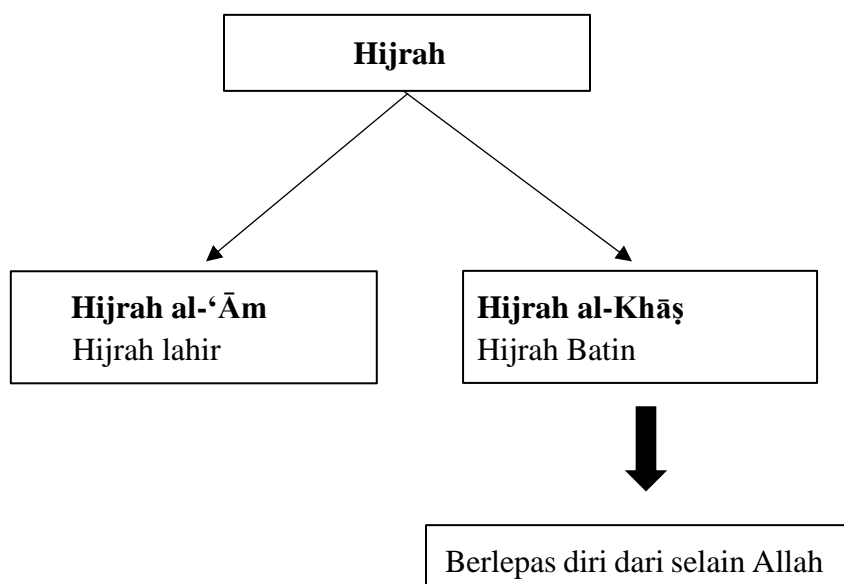 Hijrah
Hijrah al-‘Ām
Hijrah lahir
Hijrah al-Khāṣ
Hijrah Batin
Berlepas diri dari selain Allah